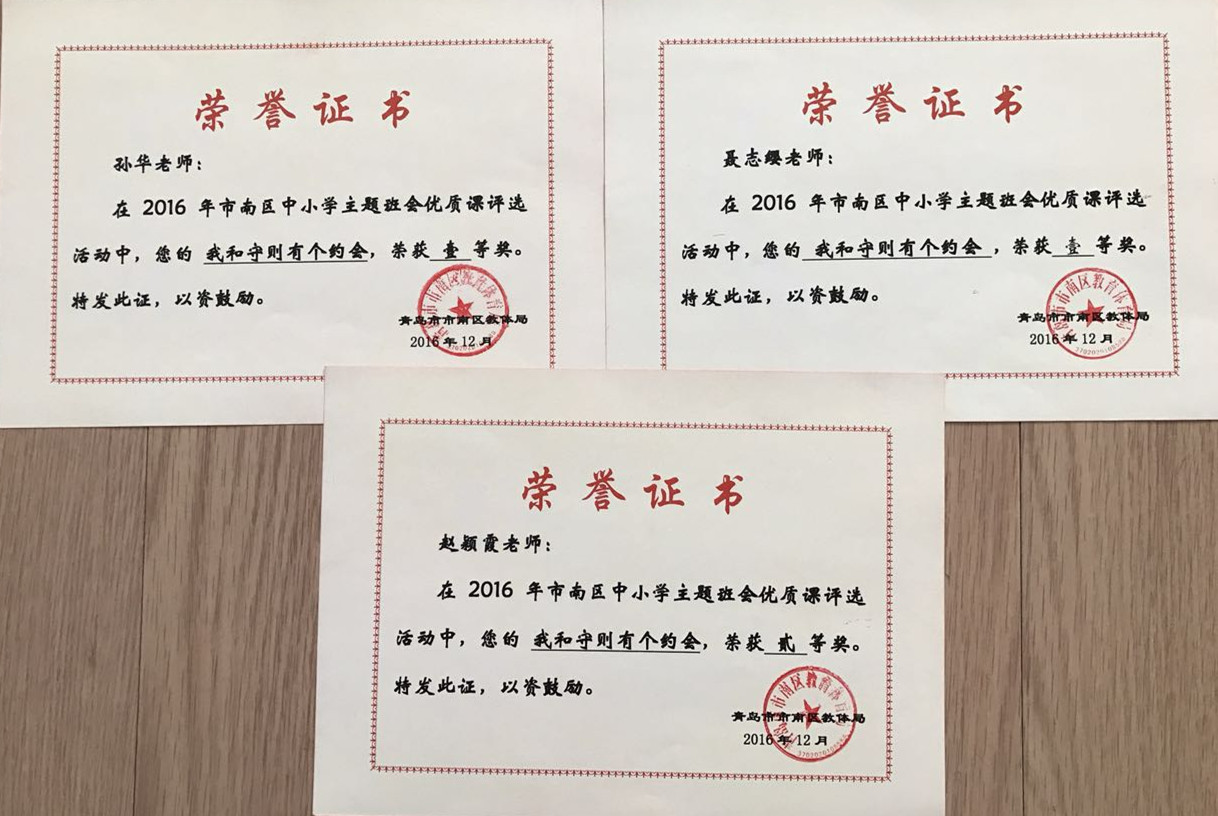 荣誉证书
孙华老师：
在 2016 年市南区中小学主题班会优质课评选
活动中，您的 我和守则有个约会，荣获 壹 等奖。
特发此证，以资鼓励。
青岛市市南区教体局
2016 年 12 月
荣誉证书
聂志缨老师：
在 2016 年市南区中小学主题班会优质课评选
活动中，您的 我和守则有个约会 ，荣获 壹 等奖。
特发此证，以资鼓励。
青岛市市南区教体局
2016 年 12 月
荣誉证书
赵颖霞老师：
在 2016 年市南区中小学主题班会优质课评选
活动中，您的 我和守则有个约会，荣获 贰 等奖。
特发此证，以资鼓励。
青岛市市南区教体局
2016 年 12 月